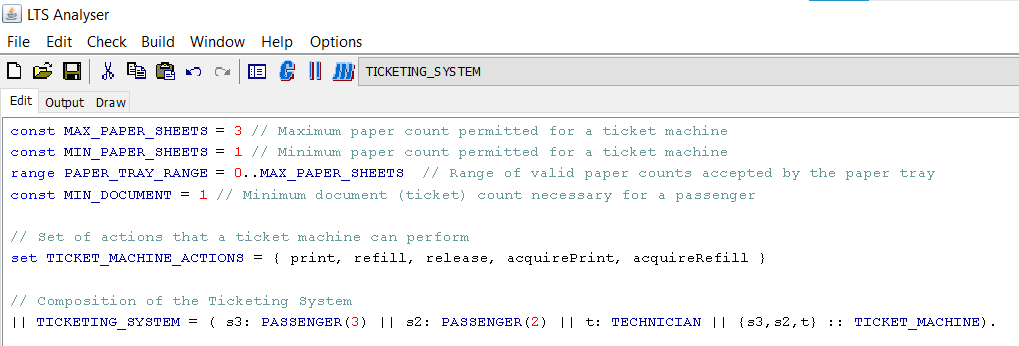 LTS Analyser
File Edit Check Build Window Help Options
TICKETING_SYSTEM
Edit Output Draw
const MAX_PAPER_SHEETS = 3 // Maximum paper count permitted for a ticket machine
const MIN_PAPER_SHEETS = 1 // Minimum paper count permitted for a ticket machine
range PAPER_TRAY_RANGE = 0..MAX_PAPER_SHEETS // Range of valid paper counts accepted by the paper tray
const MIN_DOCUMENT = 1 // Minimum document (ticket) count necessary for a passenger
// Set of actions that a ticket machine can perform
set TICKET_MACHINE_ACTIONS = { print, refill, release, acquirePrint, acquireRefill }
// Composition of the Ticketing System
|| TICKETING_SYSTEM = ( s3: PASSENGER(3) || s2: PASSENGER(2) || t: TECHNICIAN || {s3,s2,t} :: TICKET_MACHINE).